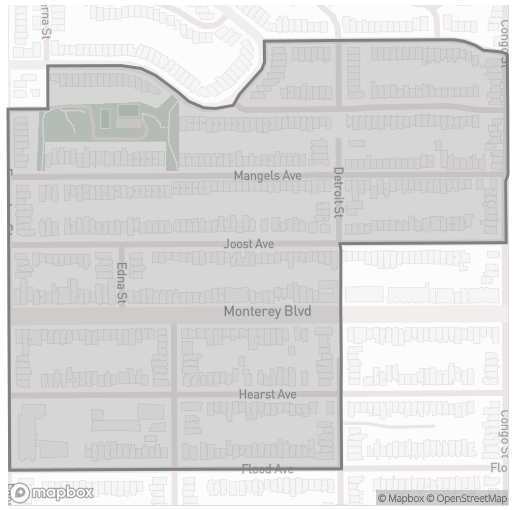 rna St
Congo St
Mangels Ave
Detroit St
Joost Ave
Edna St
Monterey Blvd
Hearst Ave
Congo St
Flood Ave
Flo
mapbox
© Mapbox © OpenStreetMap